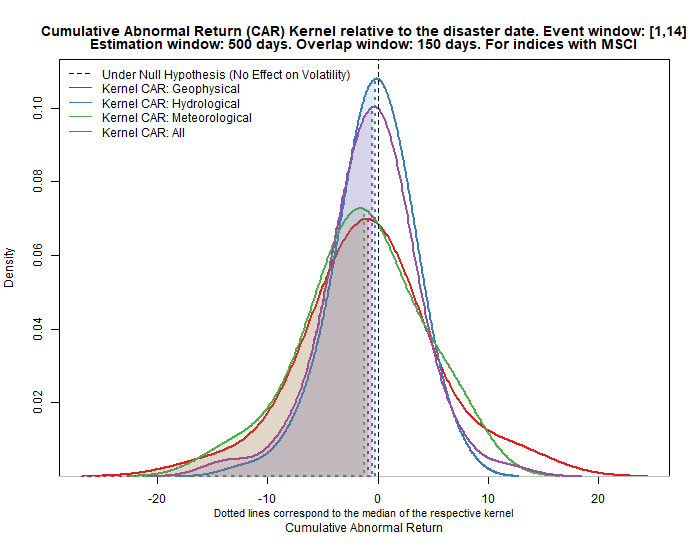 Cumulative Abnormal Return (CAR) Kernel relative to the disaster date. Event window: [1,14]
Estimation window: 500 days. Overlap window: 150 days. For indices with MSCI
Under Null Hypothesis (No Effect on Volatility)
Kernel CAR: Geophysical
Kernel CAR: Hydrological
Kernel CAR: Meteorological
Kernel CAR: All
Density
0.10
0.08
0.06
0.04
0.02
-20
-10
0
10
20
Dotted lines correspond to the median of the respective kernel
Cumulative Abnormal Return